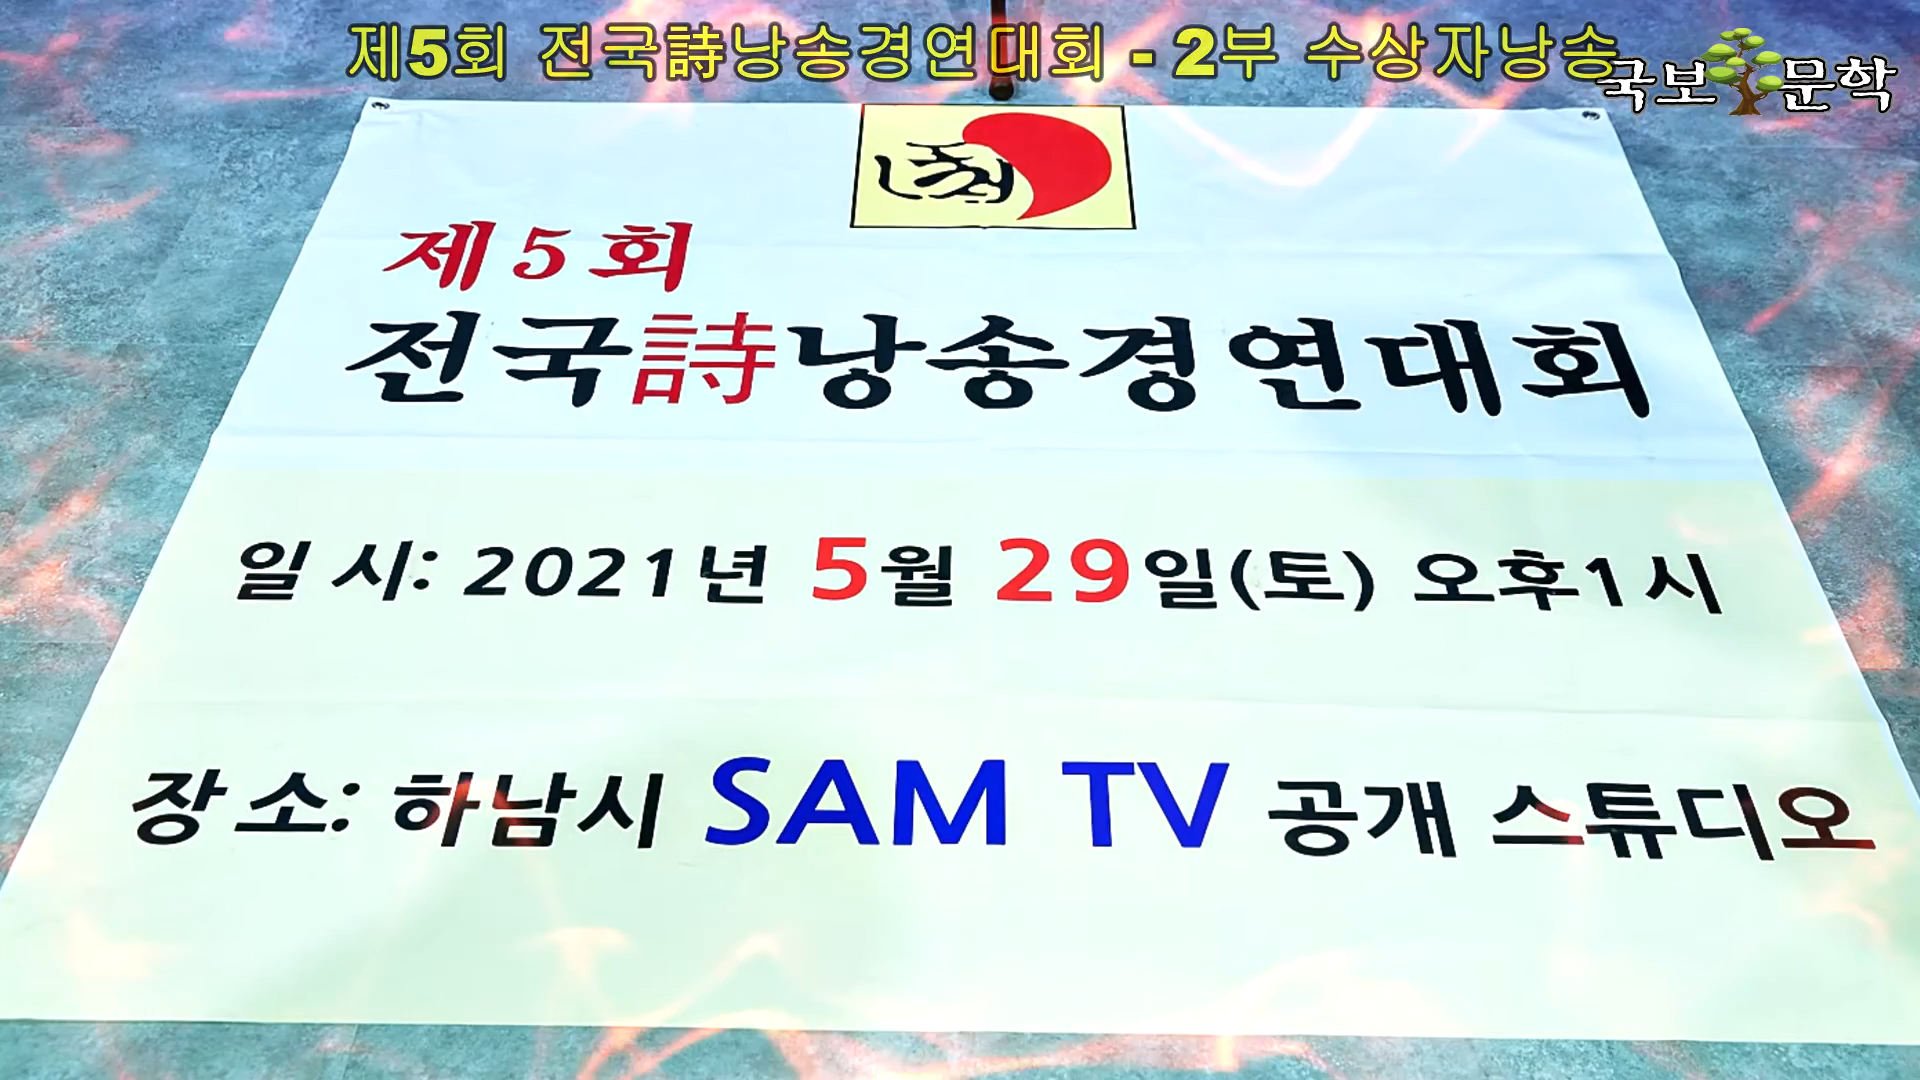 제5회 전국詩낭송경연대회 - 2부 수상자낭송
국보문학
제5회
전국詩낭송경연대회
일시: 2021년 5월 29일(토) 오후1시
장소: 하남시 SAM TV 공개 스튜디오